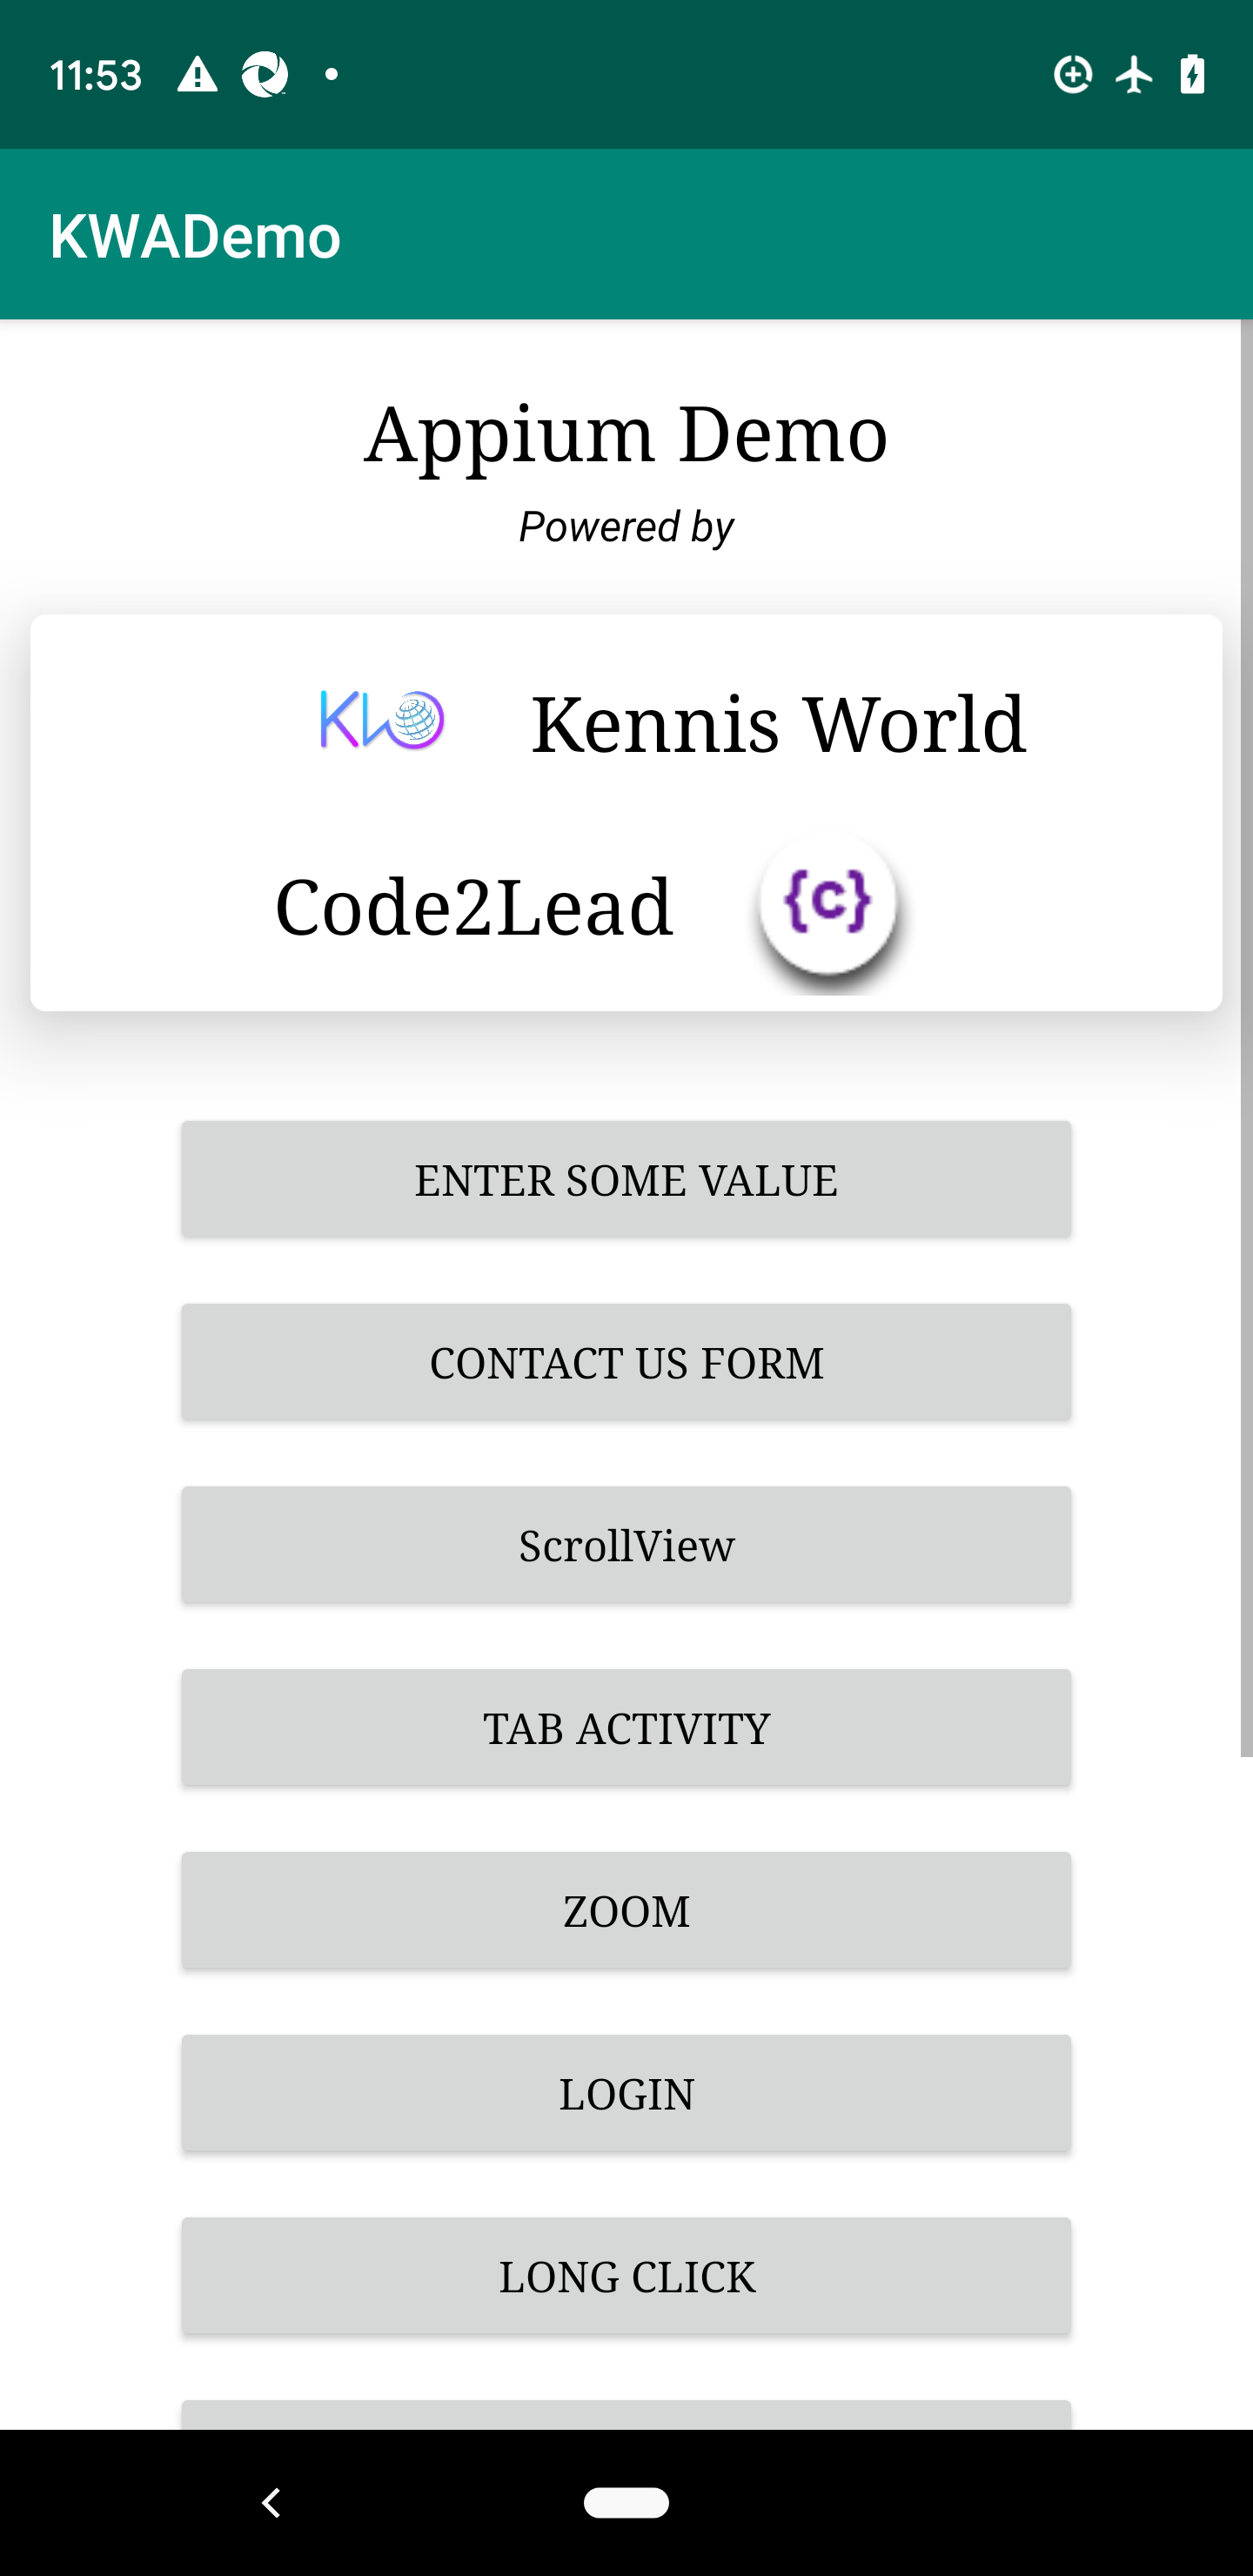 11:53
KWADemo
Appium Demo
Powered by
Kennis World
Code2Lead
{c}
ENTER SOME VALUE
CONTACT US FORM
ScrollView
TAB ACTIVITY
ZOOM
LOGIN
LONG CLICK